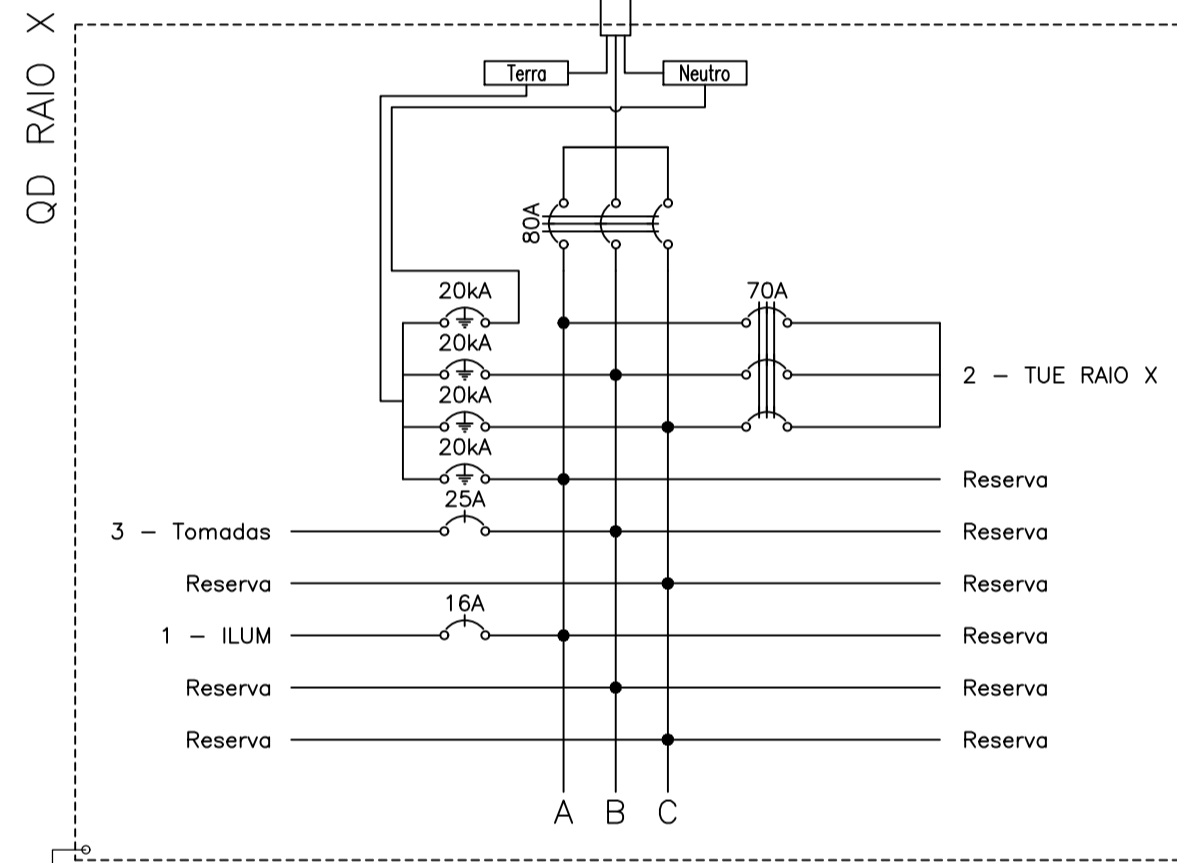 QD RAIO X
Terra
Neutro
80A
20kA
70A
20kA
2 – TUE RAIO X
20kA
20kA
Reserva
25A
3 – Tomadas
Reserva
Reserva
Reserva
16A
1 – ILUM
Reserva
Reserva
Reserva
Reserva
Reserva
A B C